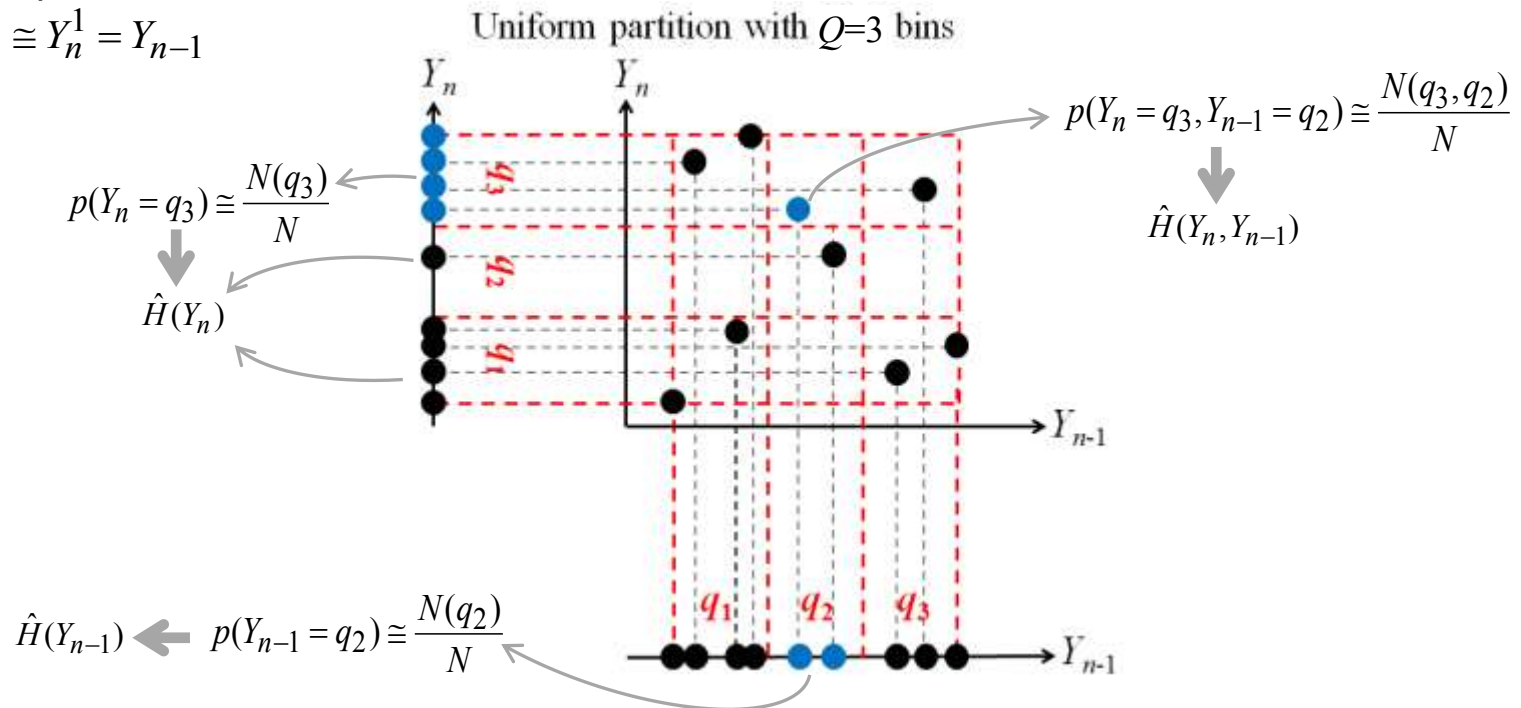 ≅ Y_n^1 = Y_{n−1}
Uniform partition with Q=3 bins
Y_n
Y_n
p(Y_n = q_3, Y_{n−1} = q_2) ≅ N(q_3, q_2) / N
Ĥ(Y_n, Y_{n−1})
q_3
p(Y_n = q_3) ≅ N(q_3) / N
q_2
Ĥ(Y_n)
q_1
Y_{n-1}
q_1 q_2 q_3
Ĥ(Y_{n−1}) p(Y_{n−1} = q_2) ≅ N(q_2) / N
Y_{n-1}